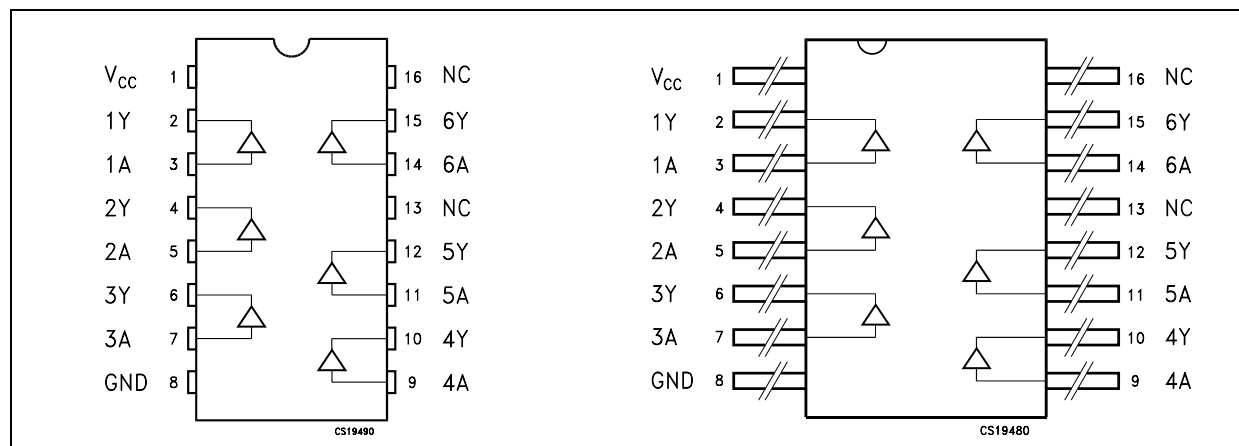 V_CC 1 16 NC
1Y 2 15 6Y
1A 3 14 6A
2Y 4 13 NC
2A 5 12 5Y
3Y 6 11 5A
3A 7 10 4Y
GND 8 9 4A
CS19490
V_CC 1 16 NC
1Y 2 15 6Y
1A 3 14 6A
2Y 4 13 NC
2A 5 12 5Y
3Y 6 11 5A
3A 7 10 4Y
GND 8 9 4A
CS19480